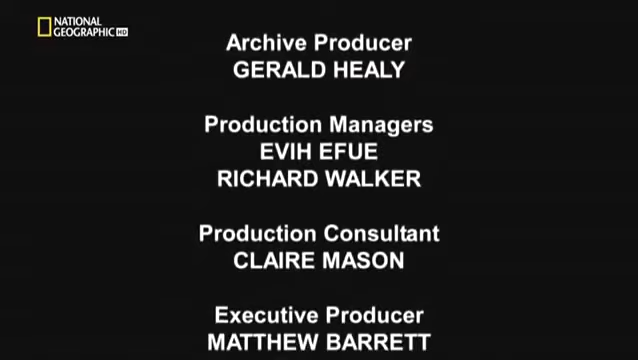 NATIONAL
GEOGRAPHIC HD
Archive Producer
GERALD HEALY
Production Managers
EVIH EFUE
RICHARD WALKER
Production Consultant
CLAIRE MASON
Executive Producer
MATTHEW BARRETT